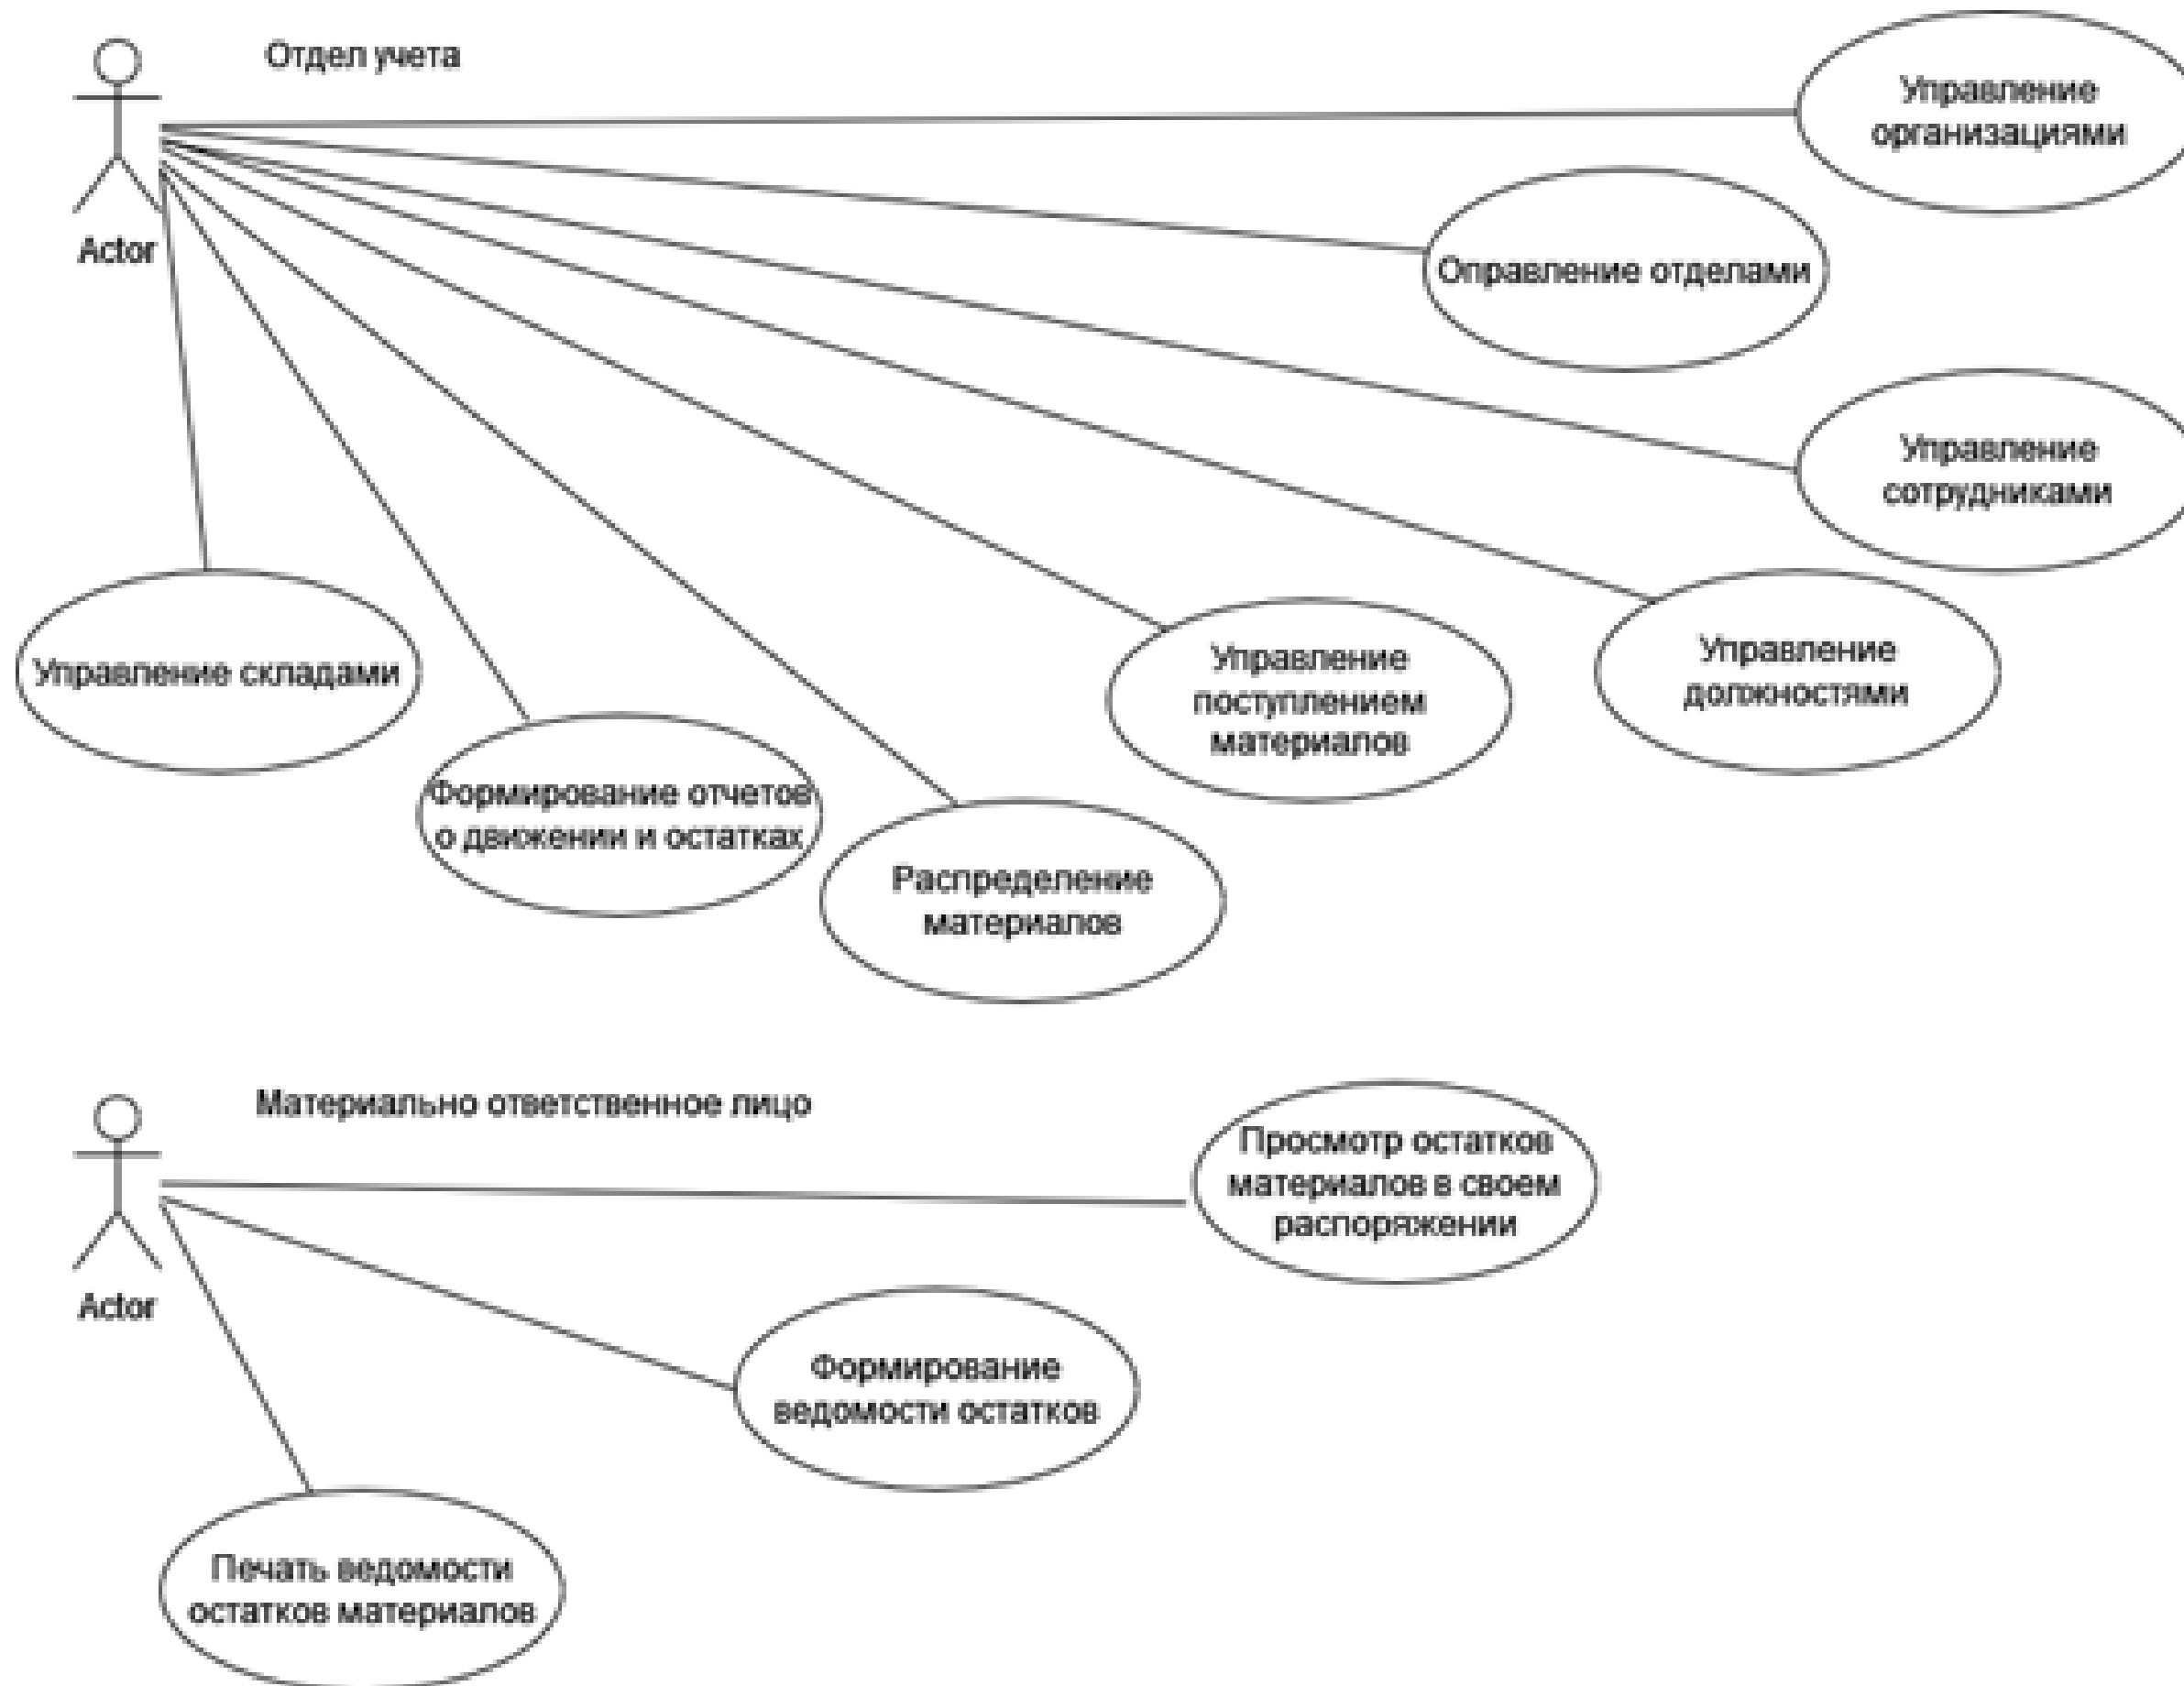 Отдел учета
Actor
Управление
организациями
Оправление отделами
Управление
сотрудниками
Управление
должностями
Управление
поступлением
материалов
Управление складами
Формирование отчетов
о движении и остатках
Распределение
материалов
Материально ответственное лицо
Actor
Просмотр остатков
материалов в своем
распоряжении
Формирование
ведомости остатков
Печать ведомости
остатков материалов